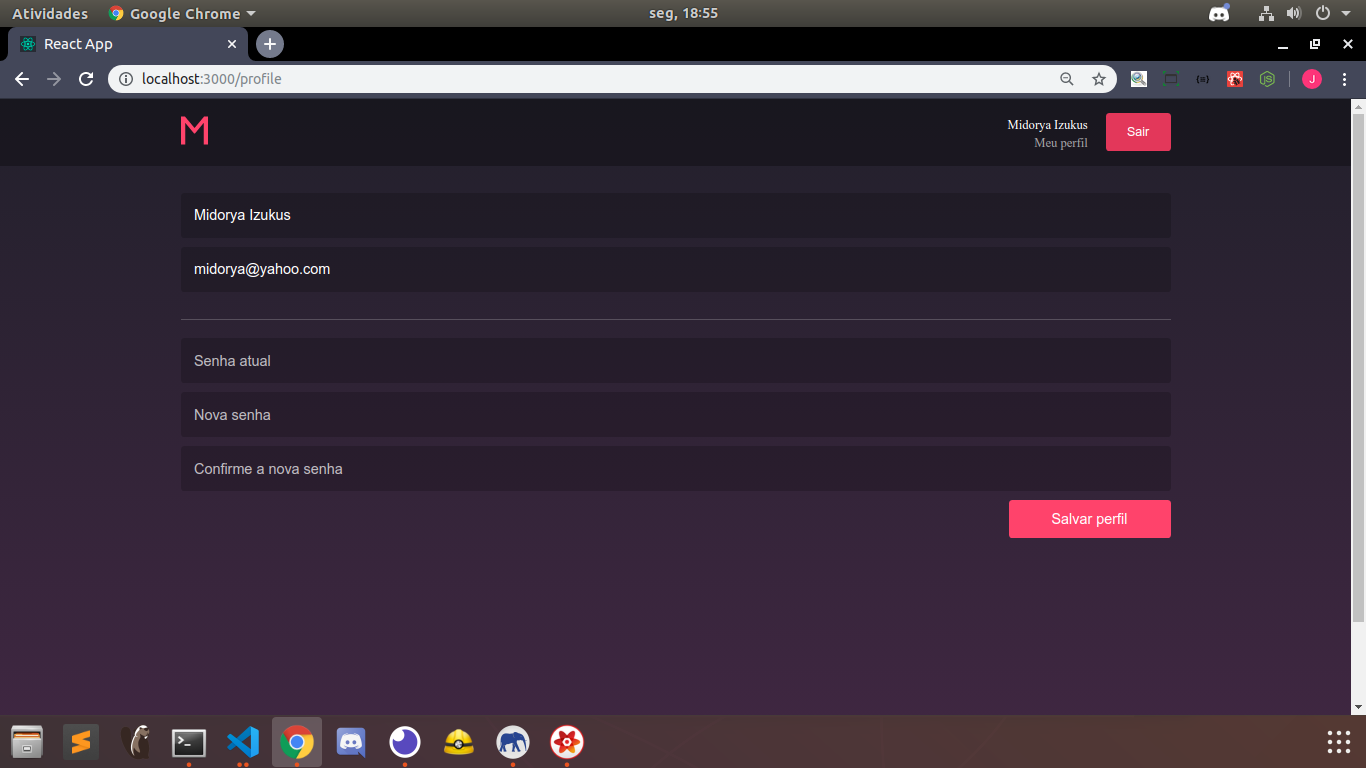 Atividades Google Chrome seg, 18:55
React App
localhost:3000/profile J
M Midorya Izukus Sair
Meu perfil
Midorya Izukus
midorya@yahoo.com
Senha atual
Nova senha
Confirme a nova senha
Salvar perfil